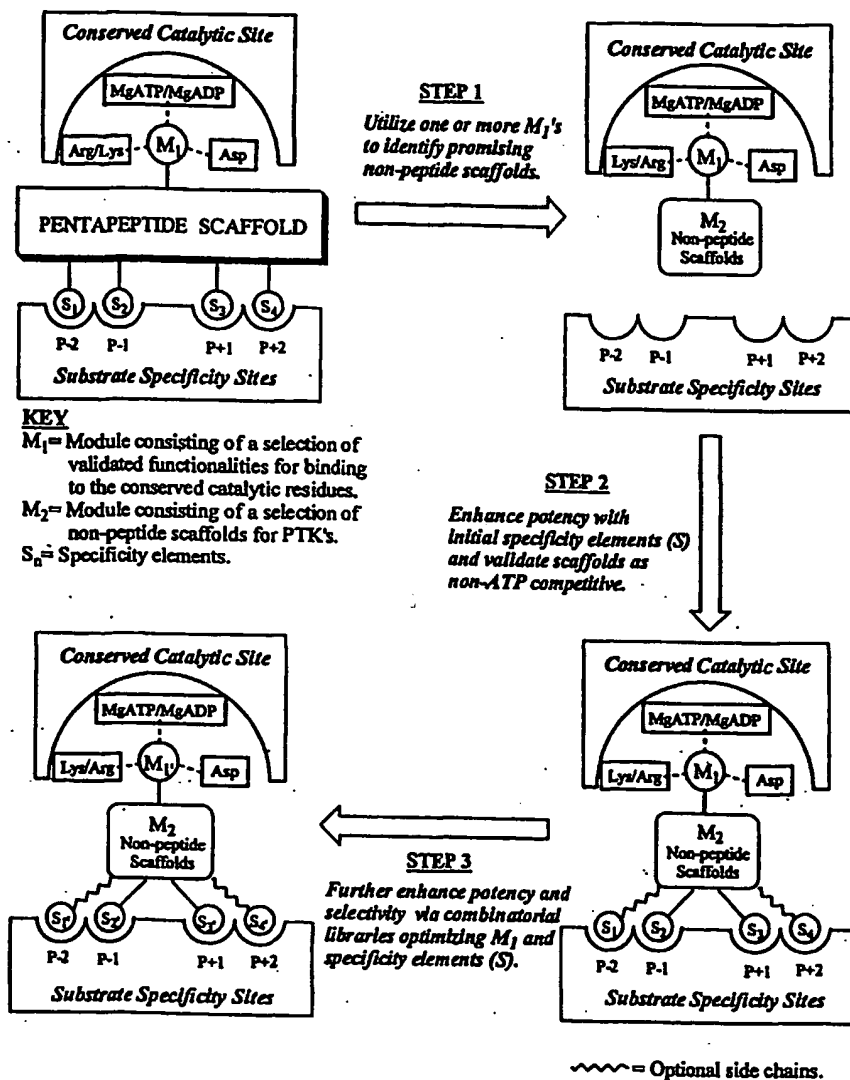 Conserved Catalytic Site
MgATP/MgADP
Arg/Lys
M1
Asp
PENTAPEPTIDE SCAFFOLD
S1
S2
S3
S4
P-2
P-1
P+1
P+2
Substrate Specificity Sites
STEP 1
Utilize one or more M1's
to identify promising
non-peptide scaffolds.
Conserved Catalytic Site
MgATP/MgADP
Lys/Arg
M1
Asp
M2
Non-peptide
Scaffolds
P-2
P-1
P+1
P+2
Substrate Specificity Sites
KEY
M1= Module consisting of a selection of
validated functionalities for binding
to the conserved catalytic residues.
M2= Module consisting of a selection of
non-peptide scaffolds for PTK's.
Sn= Specificity elements.
STEP 2
Enhance potency with
initial specificity elements (S)
and validate scaffolds as
non-ATP competitive.
Conserved Catalytic Site
MgATP/MgADP
Lys/Arg
M1'
Asp
M2
Non-peptide
Scaffolds
S1'
S2'
S3'
S4'
P-2
P-1
P+1
P+2
Substrate Specificity Sites
STEP 3
Further enhance potency and
selectivity via combinatorial
libraries optimizing M1 and
specificity elements (S).
Conserved Catalytic Site
MgATP/MgADP
Lys/Arg
M1
Asp
M2
Non-peptide
Scaffolds
S1
S2
S3
S4
P-2
P-1
P+1
P+2
Substrate Specificity Sites
= Optional side chains.